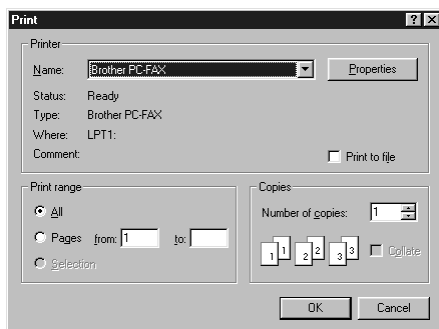 Print
Printer
Name: Brother PC-FAX Properties
Status: Ready
Type: Brother PC-FAX
Where: LPT1:
Comment: Print to file
Print range
All
Pages from: 1 to:
Selection
Copies
Number of copies: 1
1 1 2 2 3 3 Collate
OK Cancel